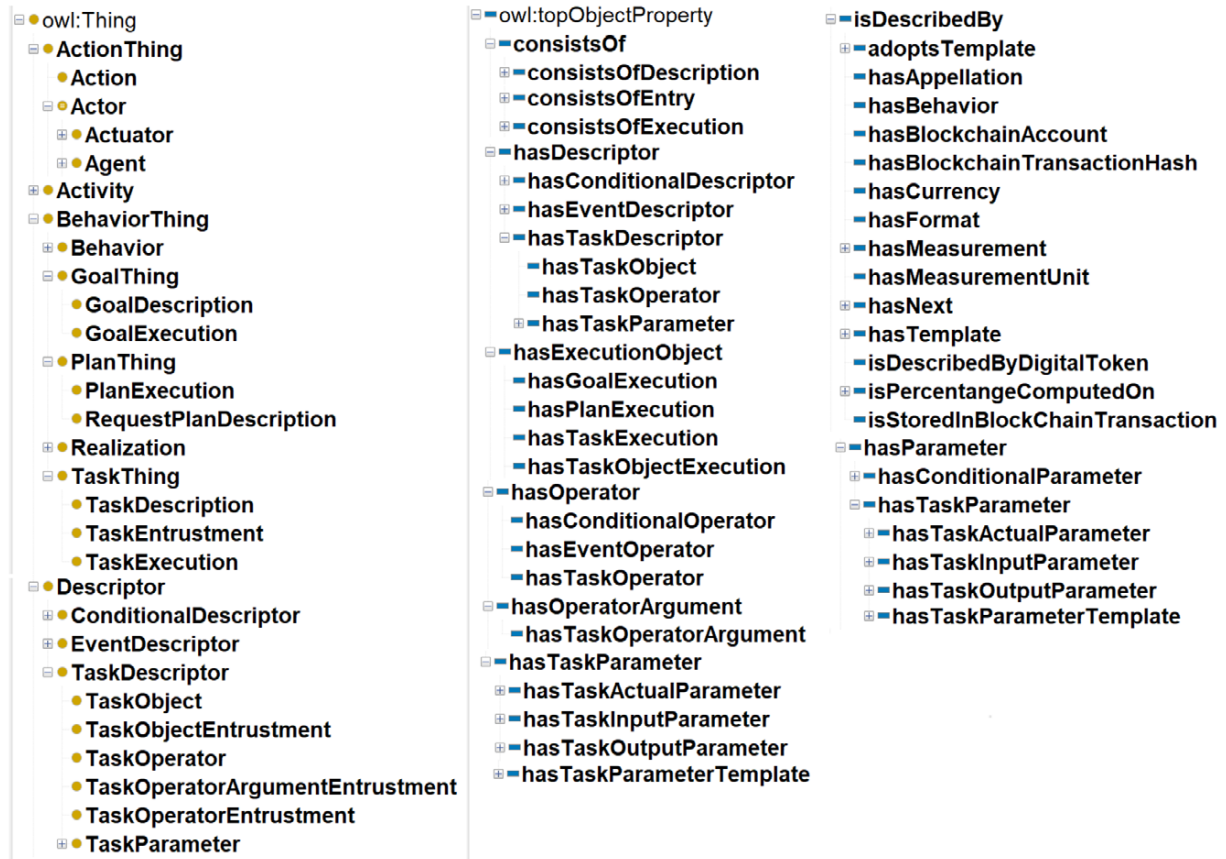 owl:Thing
ActionThing
Action
Actor
Actuator
Agent
Activity
BehaviorThing
Behavior
GoalThing
GoalDescription
GoalExecution
PlanThing
PlanExecution
RequestPlanDescription
Realization
TaskThing
TaskDescription
TaskEntrustment
TaskExecution
Descriptor
ConditionalDescriptor
EventDescriptor
TaskDescriptor
TaskObject
TaskObjectEntrustment
TaskOperator
TaskOperatorArgumentEntrustment
TaskOperatorEntrustment
TaskParameter
owl:topObjectProperty
consistsOf
consistsOfDescription
consistsOfEntry
consistsOfExecution
hasDescriptor
hasConditionalDescriptor
hasEventDescriptor
hasTaskDescriptor
hasTaskObject
hasTaskOperator
hasTaskParameter
hasExecutionObject
hasGoalExecution
hasPlanExecution
hasTaskExecution
hasTaskObjectExecution
hasOperator
hasConditionalOperator
hasEventOperator
hasTaskOperator
hasOperatorArgument
hasTaskOperatorArgument
hasTaskParameter
hasTaskActualParameter
hasTaskInputParameter
hasTaskOutputParameter
hasTaskParameterTemplate
isDescribedBy
adoptsTemplate
hasAppellation
hasBehavior
hasBlockchainAccount
hasBlockchainTransactionHash
hasCurrency
hasFormat
hasMeasurement
hasMeasurementUnit
hasNext
hasTemplate
isDescribedByDigitalToken
isPercentangeComputedOn
isStoredInBlockChainTransaction
hasParameter
hasConditionalParameter
hasTaskParameter
hasTaskActualParameter
hasTaskInputParameter
hasTaskOutputParameter
hasTaskParameterTemplate